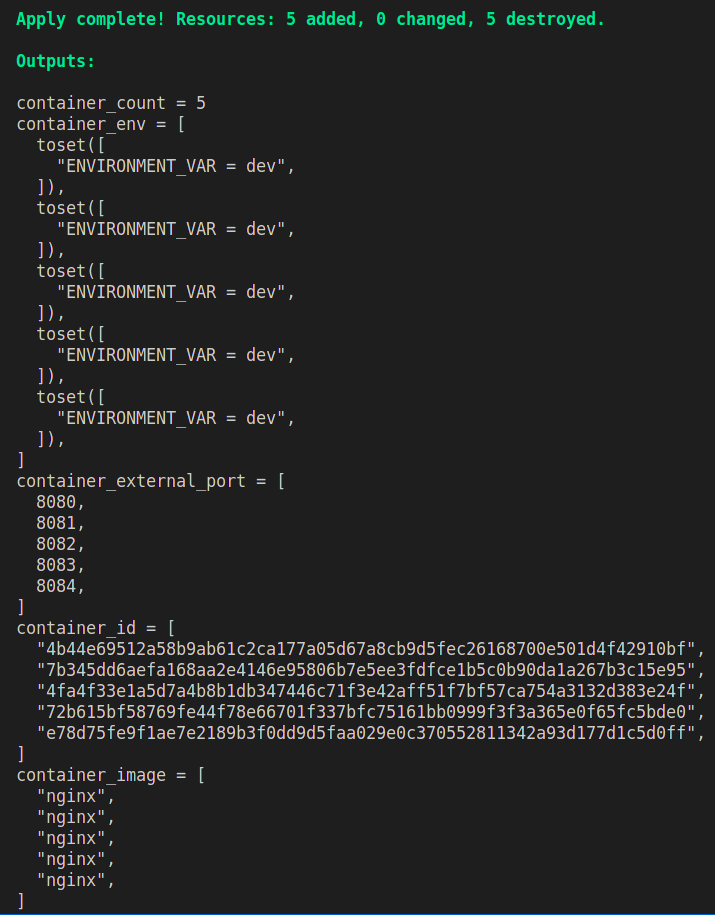 Apply complete! Resources: 5 added, 0 changed, 5 destroyed.
Outputs:
container_count = 5
container_env = [
  toset([
    "ENVIRONMENT_VAR = dev",
  ]),
  toset([
    "ENVIRONMENT_VAR = dev",
  ]),
  toset([
    "ENVIRONMENT_VAR = dev",
  ]),
  toset([
    "ENVIRONMENT_VAR = dev",
  ]),
  toset([
    "ENVIRONMENT_VAR = dev",
  ]),
]
container_external_port = [
  8080,
  8081,
  8082,
  8083,
  8084,
]
container_id = [
  "4b44e69512a58b9ab61c2ca177a05d67a8cb9d5fec26168700e501d4f42910bf",
  "7b345dd6aefa168aa2e4146e95806b7e5ee3fdfce1b5c0b90da1a267b3c15e95",
  "4fa4f33e1a5d7a4b8b1db347446c71f3e42aff51f7bf57ca754a3132d383e24f",
  "72b615bf58769fe44f78e66701f337bfc75161bb0999f3f3a365e0f65fc5bde0",
  "e78d75fe9f1ae7e2189b3f0dd9d5faa029e0c370552811342a93d177d1c5d0ff",
]
container_image = [
  "nginx",
  "nginx",
  "nginx",
  "nginx",
  "nginx",
]